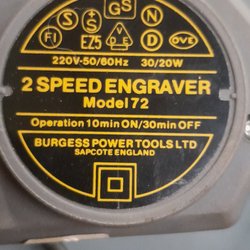 GS
S
FI
EZ5
D E
N
D
OVE
220V-50/60Hz 30/20W
2 SPEED ENGRAVER
Model 72
Operation 10min ON/30min OFF
BURGESS POWER TOOLS LTD
SAPCOTE ENGLAND